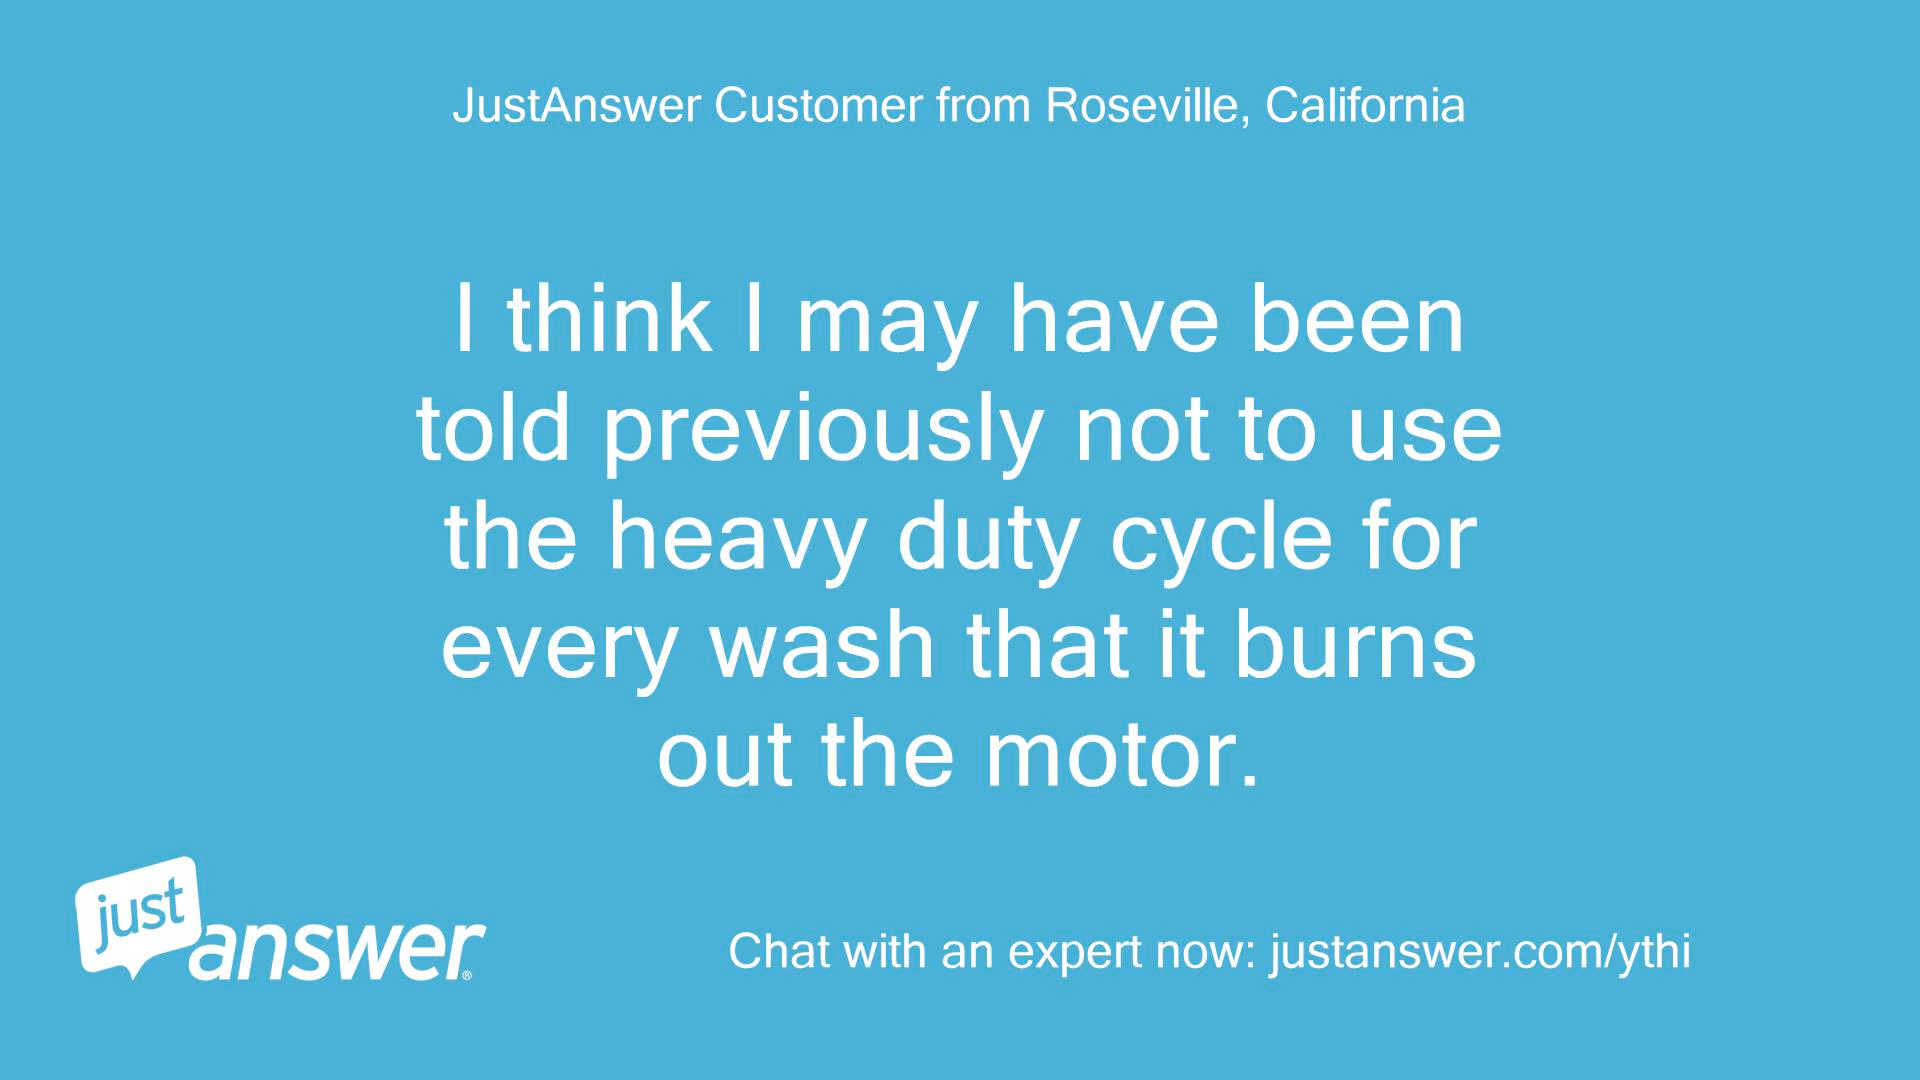 JustAnswer Customer from Roseville, California
I think I may have been
told previously not to use
the heavy duty cycle for
every wash that it burns
out the motor.
just
answer®
Chat with an expert now: justanswer.com/ythi